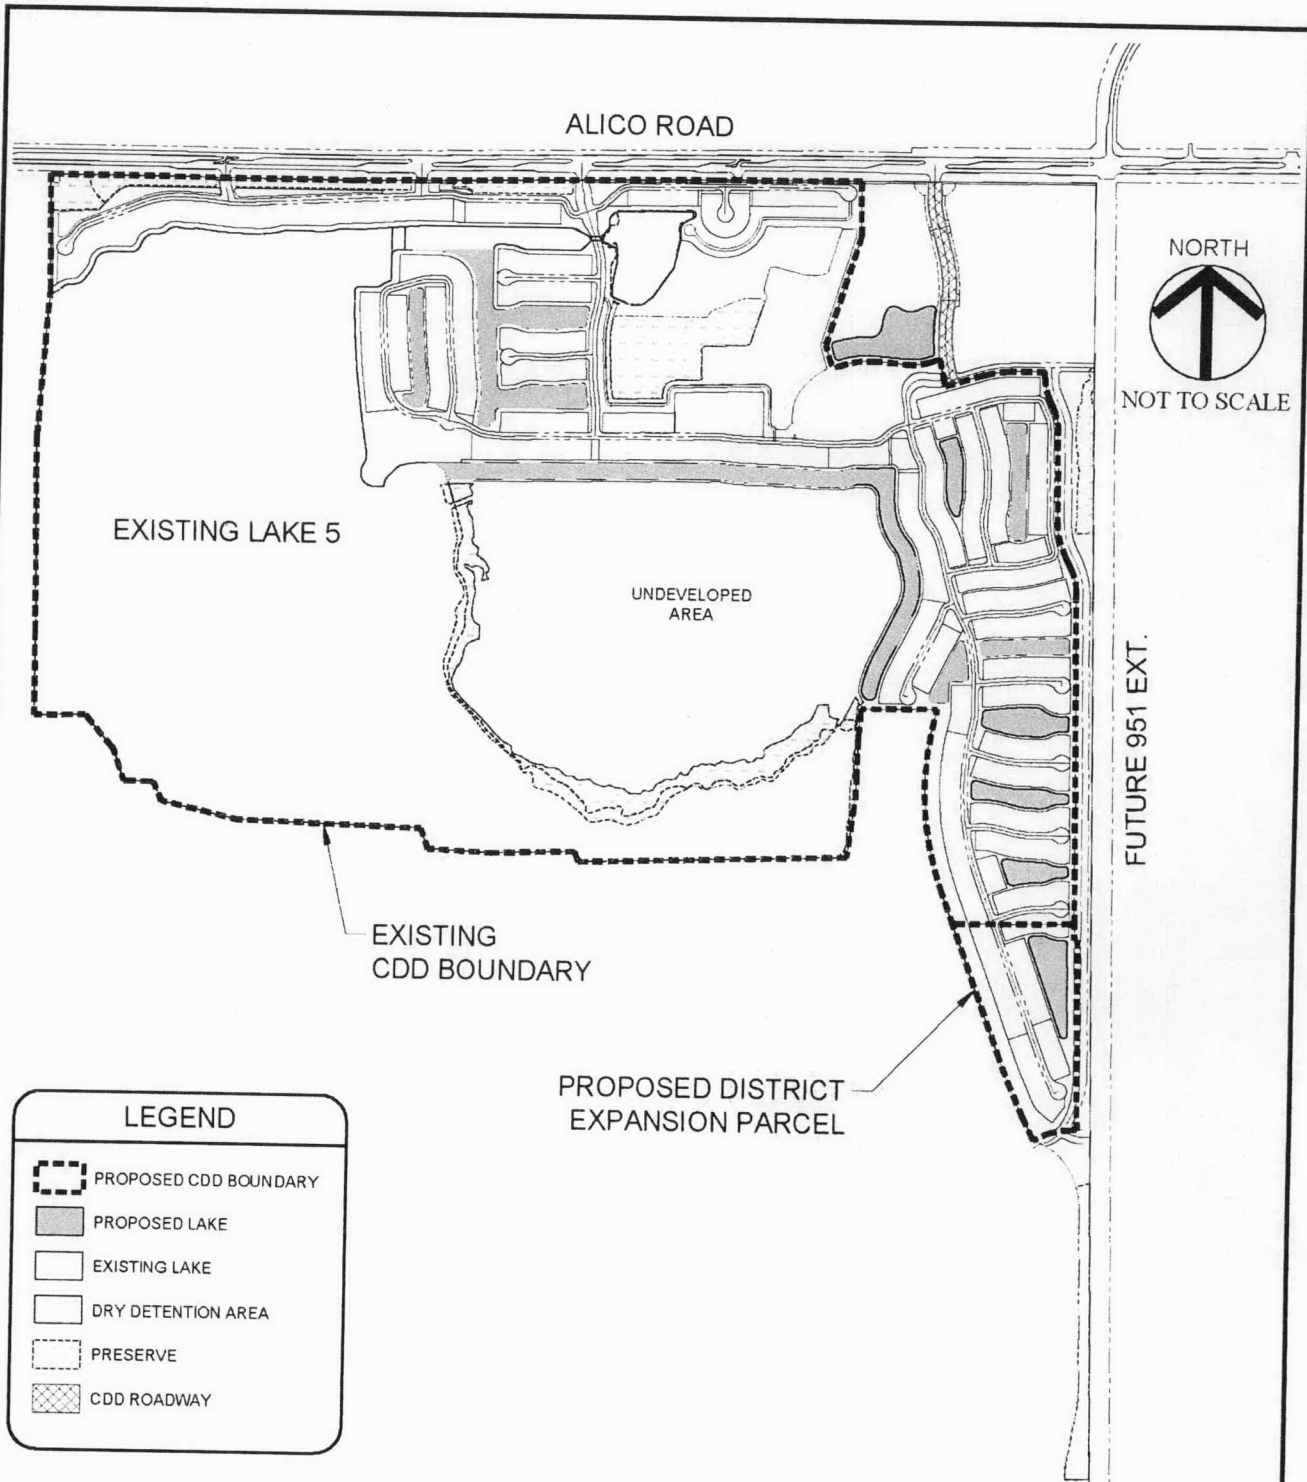 ALICO ROAD
NORTH
NOT TO SCALE
EXISTING LAKE 5
UNDEVELOPED
AREA
FUTURE 951 EXT.
EXISTING
CDD BOUNDARY
PROPOSED DISTRICT
EXPANSION PARCEL
LEGEND
PROPOSED CDD BOUNDARY
PROPOSED LAKE
EXISTING LAKE
DRY DETENTION AREA
PRESERVE
CDD ROADWAY